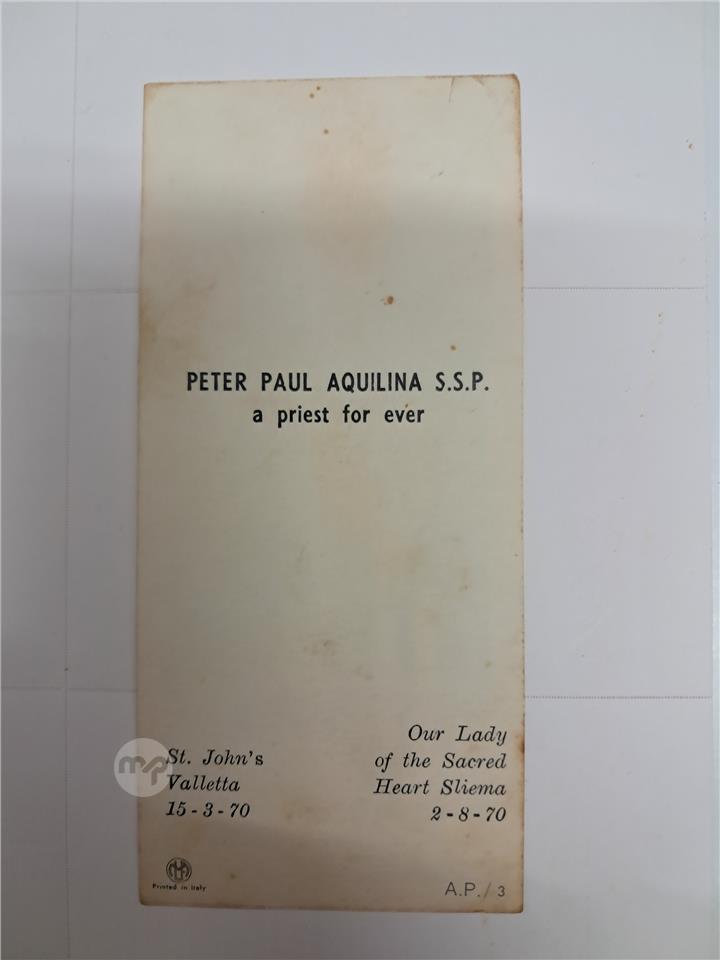 PETER PAUL AQUILINA S.S.P.
a priest for ever
St. John's
Valletta
15 - 3 - 70
Our Lady
of the Sacred
Heart Sliema
2 - 8 - 70
mp
Printed in Italy
A.P. / 3